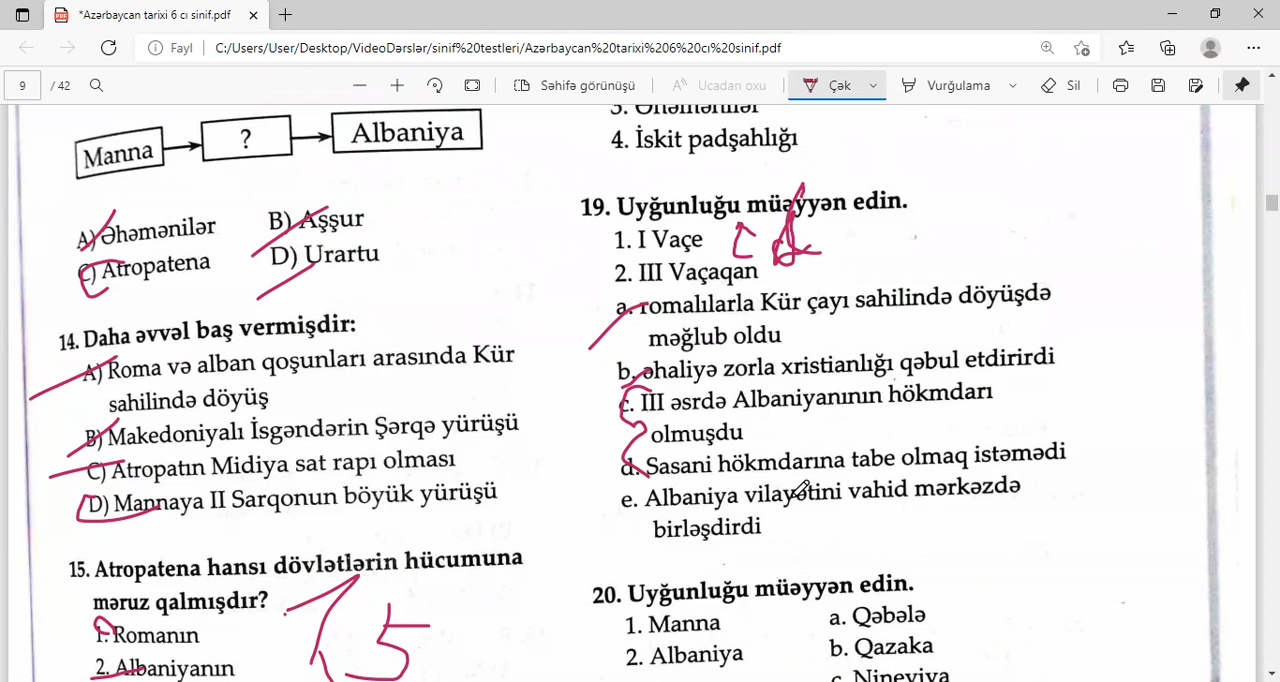 *Azərbaycan tarixi 6 cı sinif.pdf
Fayl C:/Users/User/Desktop/VideoDərslər/sinif%20testleri/Azərbaycan%20tarixi%206%20cı%20sinif.pdf
9 / 42 Səhifə görünüşü Ucadan oxu Çək Vurğulama Sil
Manna ? Albaniya
A) Əhəmənilər B) Aşşur
C) Atropatena D) Urartu
14. Daha əvvəl baş vermişdir:
A) Roma və alban qoşunları arasında Kür
sahilində döyüş
B) Makedoniyalı İsgəndərin Şərqə yürüşü
C) Atropatın Midiya sat rapı olması
D) Mannaya II Sarqonun böyük yürüşü
15. Atropatena hansı dövlətlərin hücumuna
məruz qalmışdır?
1. Romanın
2. Albaniyanın
15
3. Əhəmənilər
4. İskit padşahlığı
19. Uyğunluğu müəyyən edin.
1. I Vaçe
2. III Vaçaqan
a. romalılarla Kür çayı sahilində döyüşdə
məğlub oldu
b. əhaliyə zorla xristianlığı qəbul etdirirdi
c. III əsrdə Albaniyanının hökmdarı
olmuşdu
d. Sasani hökmdarına tabe olmaq istəmədi
e. Albaniya vilayətini vahid mərkəzdə
birləşdirdi
20. Uyğunluğu müəyyən edin.
1. Manna a. Qəbələ
2. Albaniya b. Qazaka
c. Nineviya